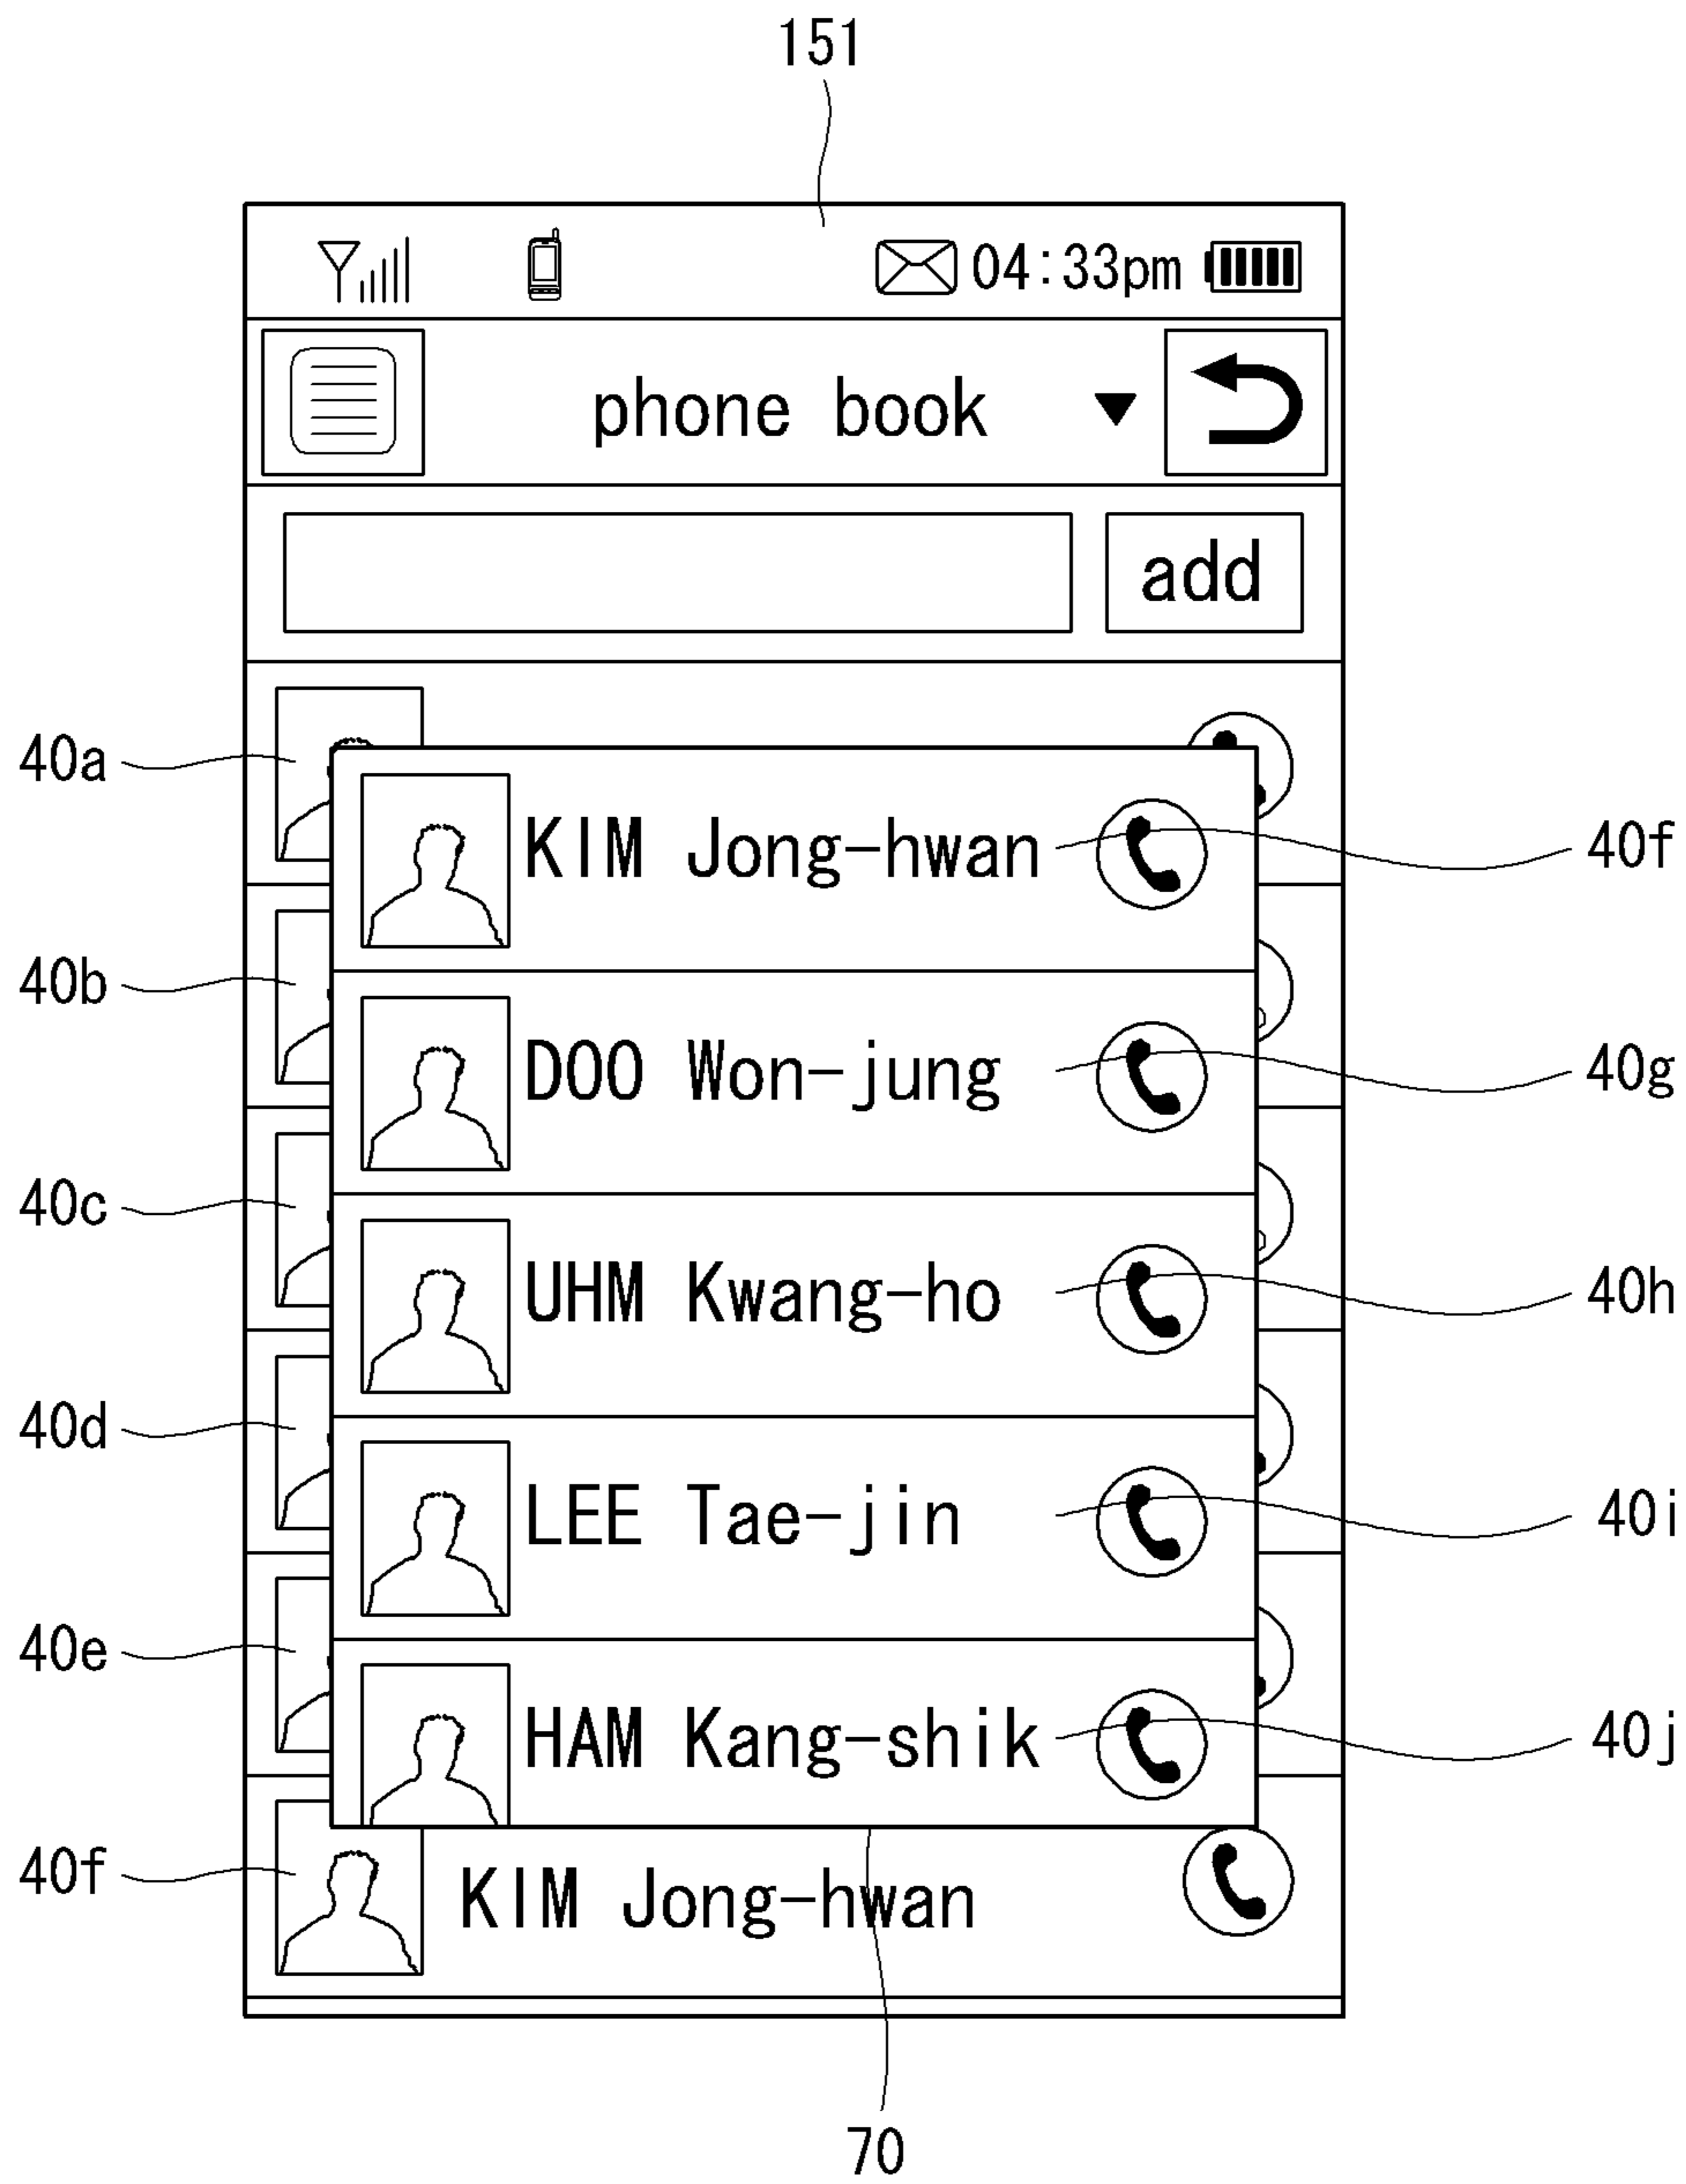 151
04:33pm
phone book
add
40a
KIM Jong-hwan
40f
40b
DOO Won-jung
40g
40c
UHM Kwang-ho
40h
40d
LEE Tae-jin
40i
40e
HAM Kang-shik
40j
40f
KIM Jong-hwan
70